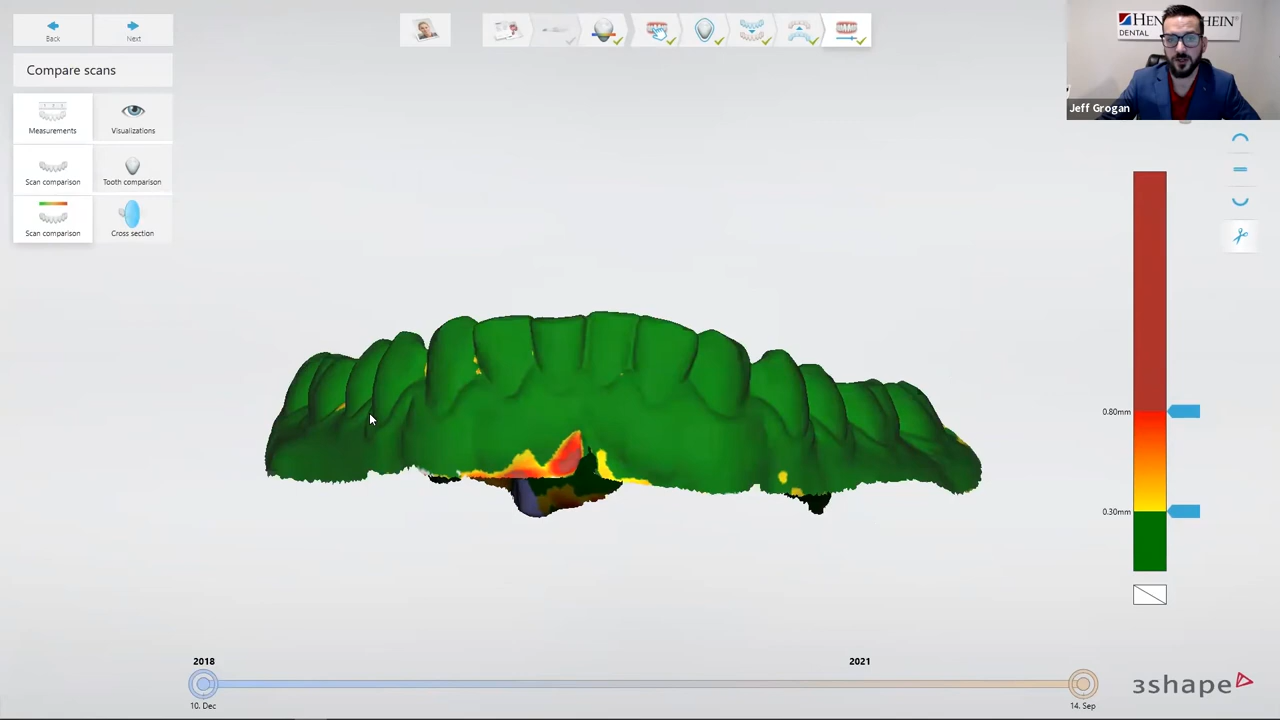 Back
Next
Compare scans
Measurements
Visualizations
Scan comparison
Tooth comparison
Scan comparison
Cross section
DENTAL
Jeff Grogan
0.80mm
0.30mm
2018
2021
10. Dec
14. Sep
3shape